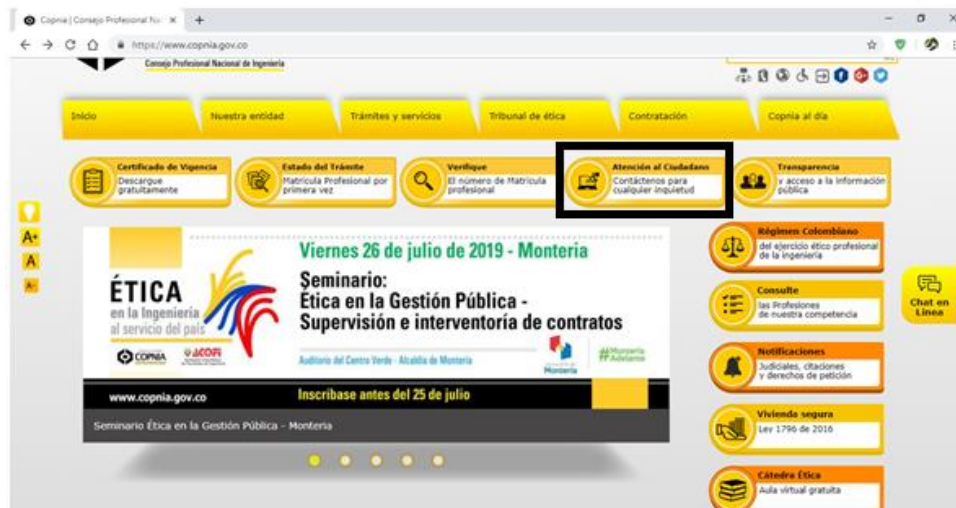 Copnia | Consejo Profesional Na
https://www.copnia.gov.co
Consejo Profesional Nacional de Ingeniería
Inicio
Nuestra entidad
Trámites y servicios
Tribunal de ética
Contratación
Copnia al día
Certificado de Vigencia
Descargue
gratuitamente
Estado del Trámite
Matrícula Profesional por
primera vez
Verifique
El número de Matrícula
profesional
Atención al Ciudadano
Contáctenos para
cualquier inquietud
Transparencia
y acceso a la información
pública
A+
A
A-
Viernes 26 de julio de 2019 - Monteria
Seminario:
Ética en la Gestión Pública -
Supervisión e interventoría de contratos
ÉTICA
en la Ingeniería
al servicio del país
COPNIA
ACOFI
Auditorio del Centro Verde - Alcaldía de Montería
Montería
#Montería
Adelante
www.copnia.gov.co
Inscribase antes del 25 de julio
Seminario Ética en la Gestión Pública - Monteria
Régimen Colombiano
del ejercicio ético profesional
de la ingeniería
Consulte
las Profesiones
de nuestra competencia
Notificaciones
Judiciales, citaciones
y derechos de petición
Vivienda segura
Ley 1796 de 2016
Cátedra Ética
Aula virtual gratuita
Chat en
Línea